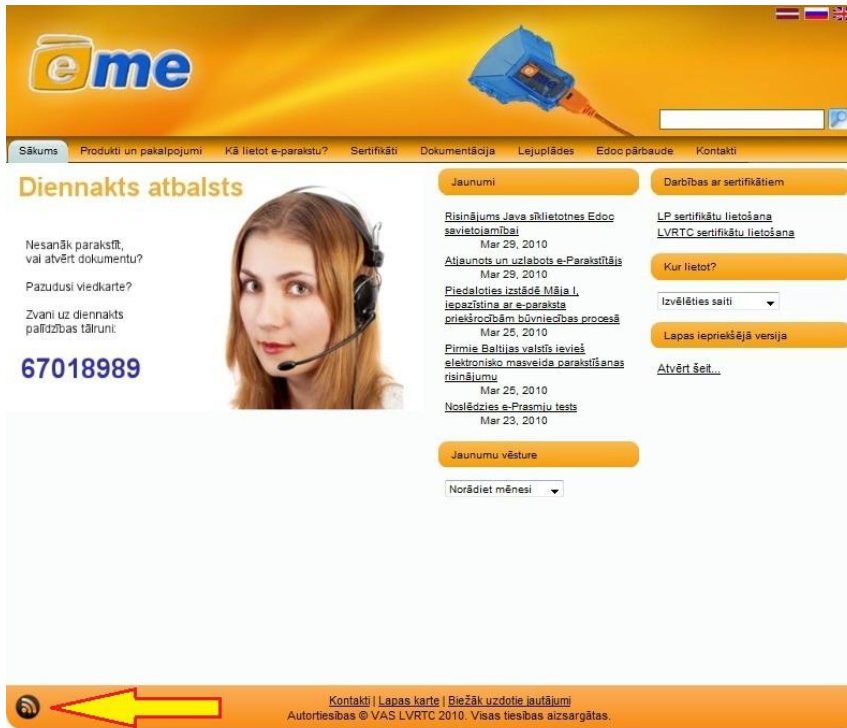 ēme
Sākums Produkti un pakalpojumi Kā lietot e-parakstu? Sertifikāti Dokumentācija Lejuplādes Edoc pārbaude Kontakti
Diennakts atbalsts
Nesanāk parakstīt,
vai atvērt dokumentu?
Pazudusi viedkarte?
Zvani uz diennakts
palīdzības tālruni:
67018989
Jaunumi
Risinājums Java sīklietotnes Edoc
savietojamībai
Mar 29, 2010
Atjaunots un uzlabots e-Parakstītājs
Mar 29, 2010
Piedaloties izstādē Māja I,
iepazīstina ar e-paraksta
priekšrocībām būvniecības procesā
Mar 25, 2010
Pirmie Baltijas valstīs ievieš
elektronisko masveida parakstīšanas
risinājumu
Mar 25, 2010
Noslēdzies e-Prasmju tests
Mar 23, 2010
Jaunumu vēsture
Norādiet mēnesi
Darbības ar sertifikātiem
LP sertifikātu lietošana
LVRTC sertifikātu lietošana
Kur lietot?
Izvēlēties saiti
Lapas iepriekšējā versija
Atvērt šeit...
Kontakti | Lapas karte | Biežāk uzdotie jautājumi
Autortiesības © VAS LVRTC 2010. Visas tiesības aizsargātas.